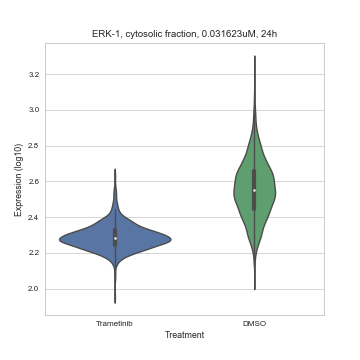 ERK-1, cytosolic fraction, 0.031623uM, 24h
3.2
3.0
2.8
2.6
2.4
2.2
2.0
Expression (log10)
Trametinib
DMSO
Treatment